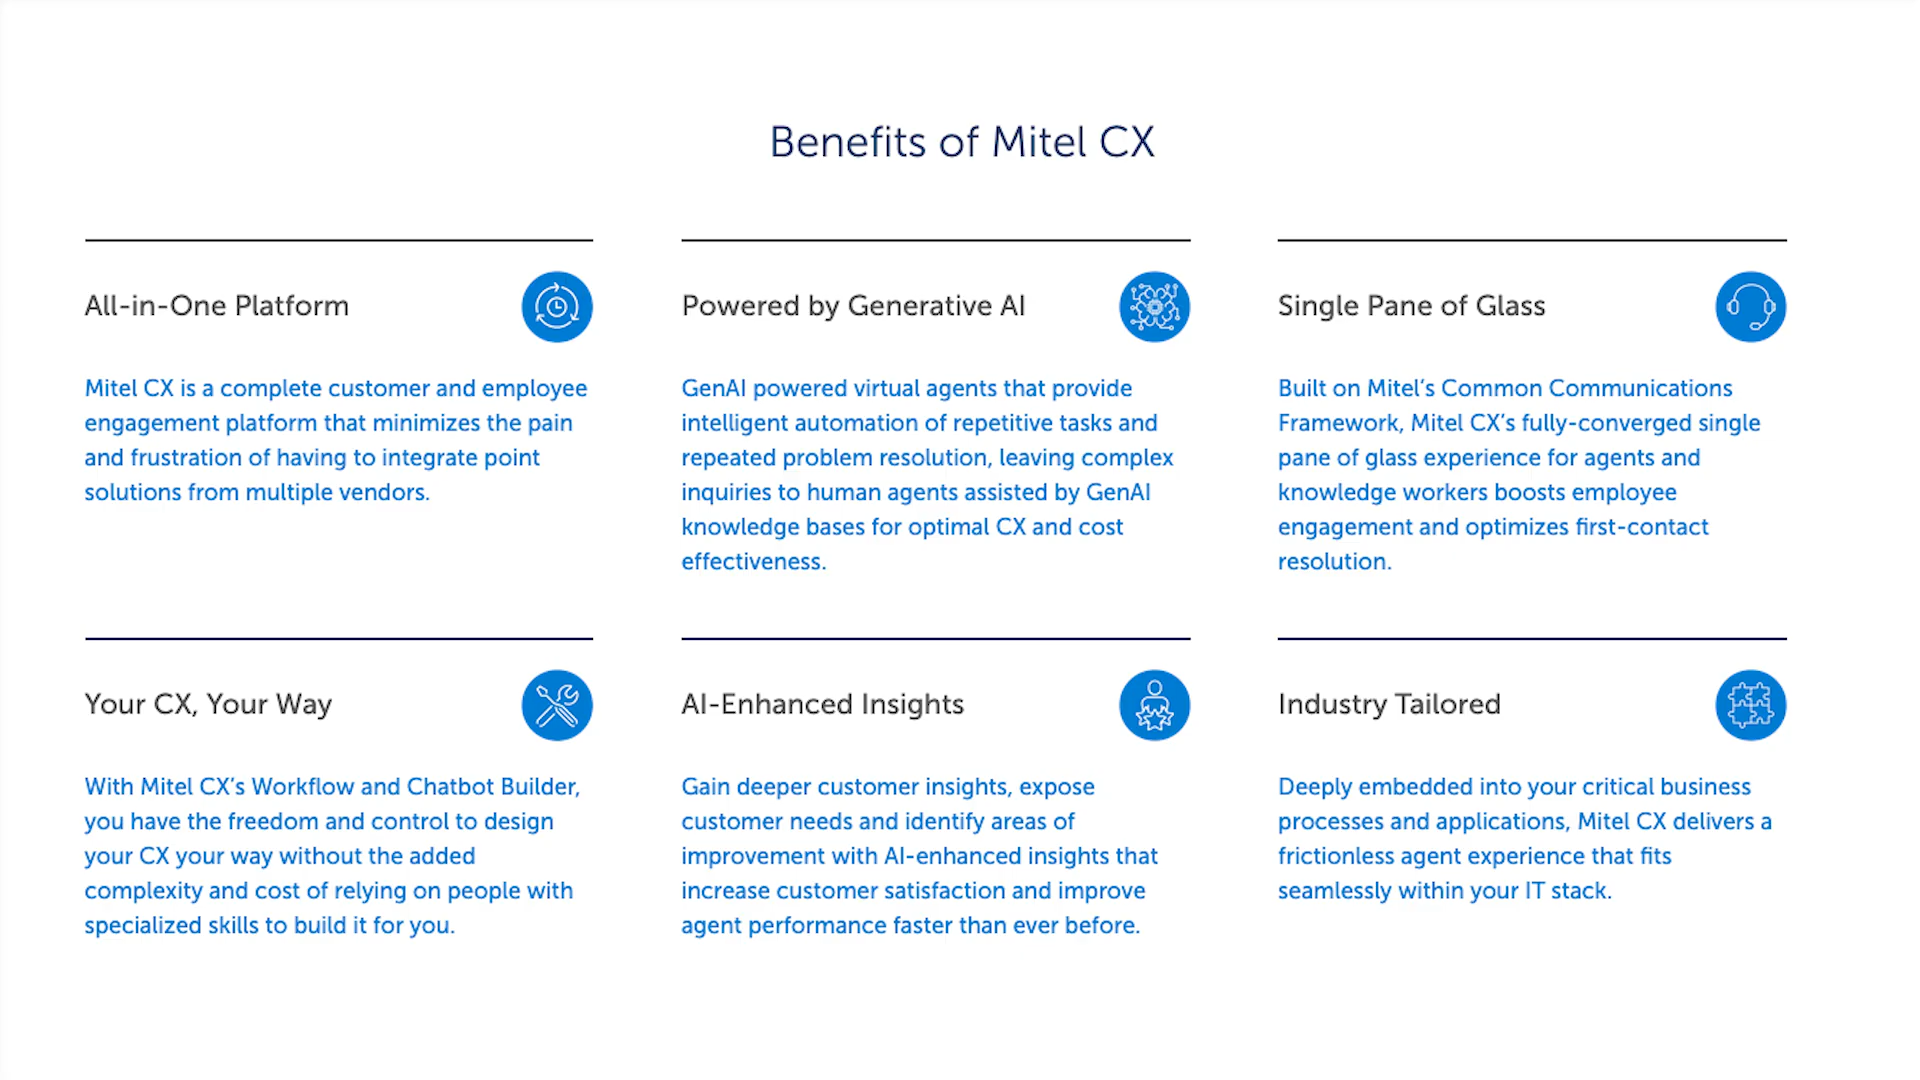 Benefits of Mitel CX
All-in-One Platform
Mitel CX is a complete customer and employee
engagement platform that minimizes the pain
and frustration of having to integrate point
solutions from multiple vendors.
Powered by Generative AI
GenAI powered virtual agents that provide
intelligent automation of repetitive tasks and
repeated problem resolution, leaving complex
inquiries to human agents assisted by GenAI
knowledge bases for optimal CX and cost
effectiveness.
Single Pane of Glass
Built on Mitel’s Common Communications
Framework, Mitel CX’s fully-converged single
pane of glass experience for agents and
knowledge workers boosts employee
engagement and optimizes first-contact
resolution.
Your CX, Your Way
With Mitel CX’s Workflow and Chatbot Builder,
you have the freedom and control to design
your CX your way without the added
complexity and cost of relying on people with
specialized skills to build it for you.
AI-Enhanced Insights
Gain deeper customer insights, expose
customer needs and identify areas of
improvement with AI-enhanced insights that
increase customer satisfaction and improve
agent performance faster than ever before.
Industry Tailored
Deeply embedded into your critical business
processes and applications, Mitel CX delivers a
frictionless agent experience that fits
seamlessly within your IT stack.